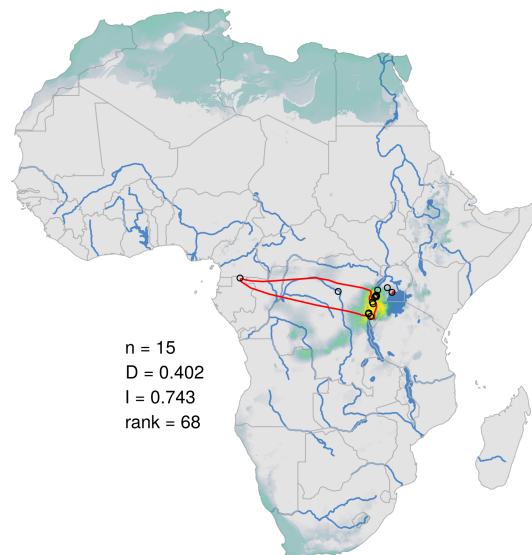 n = 15
D = 0.402
I = 0.743
rank = 68